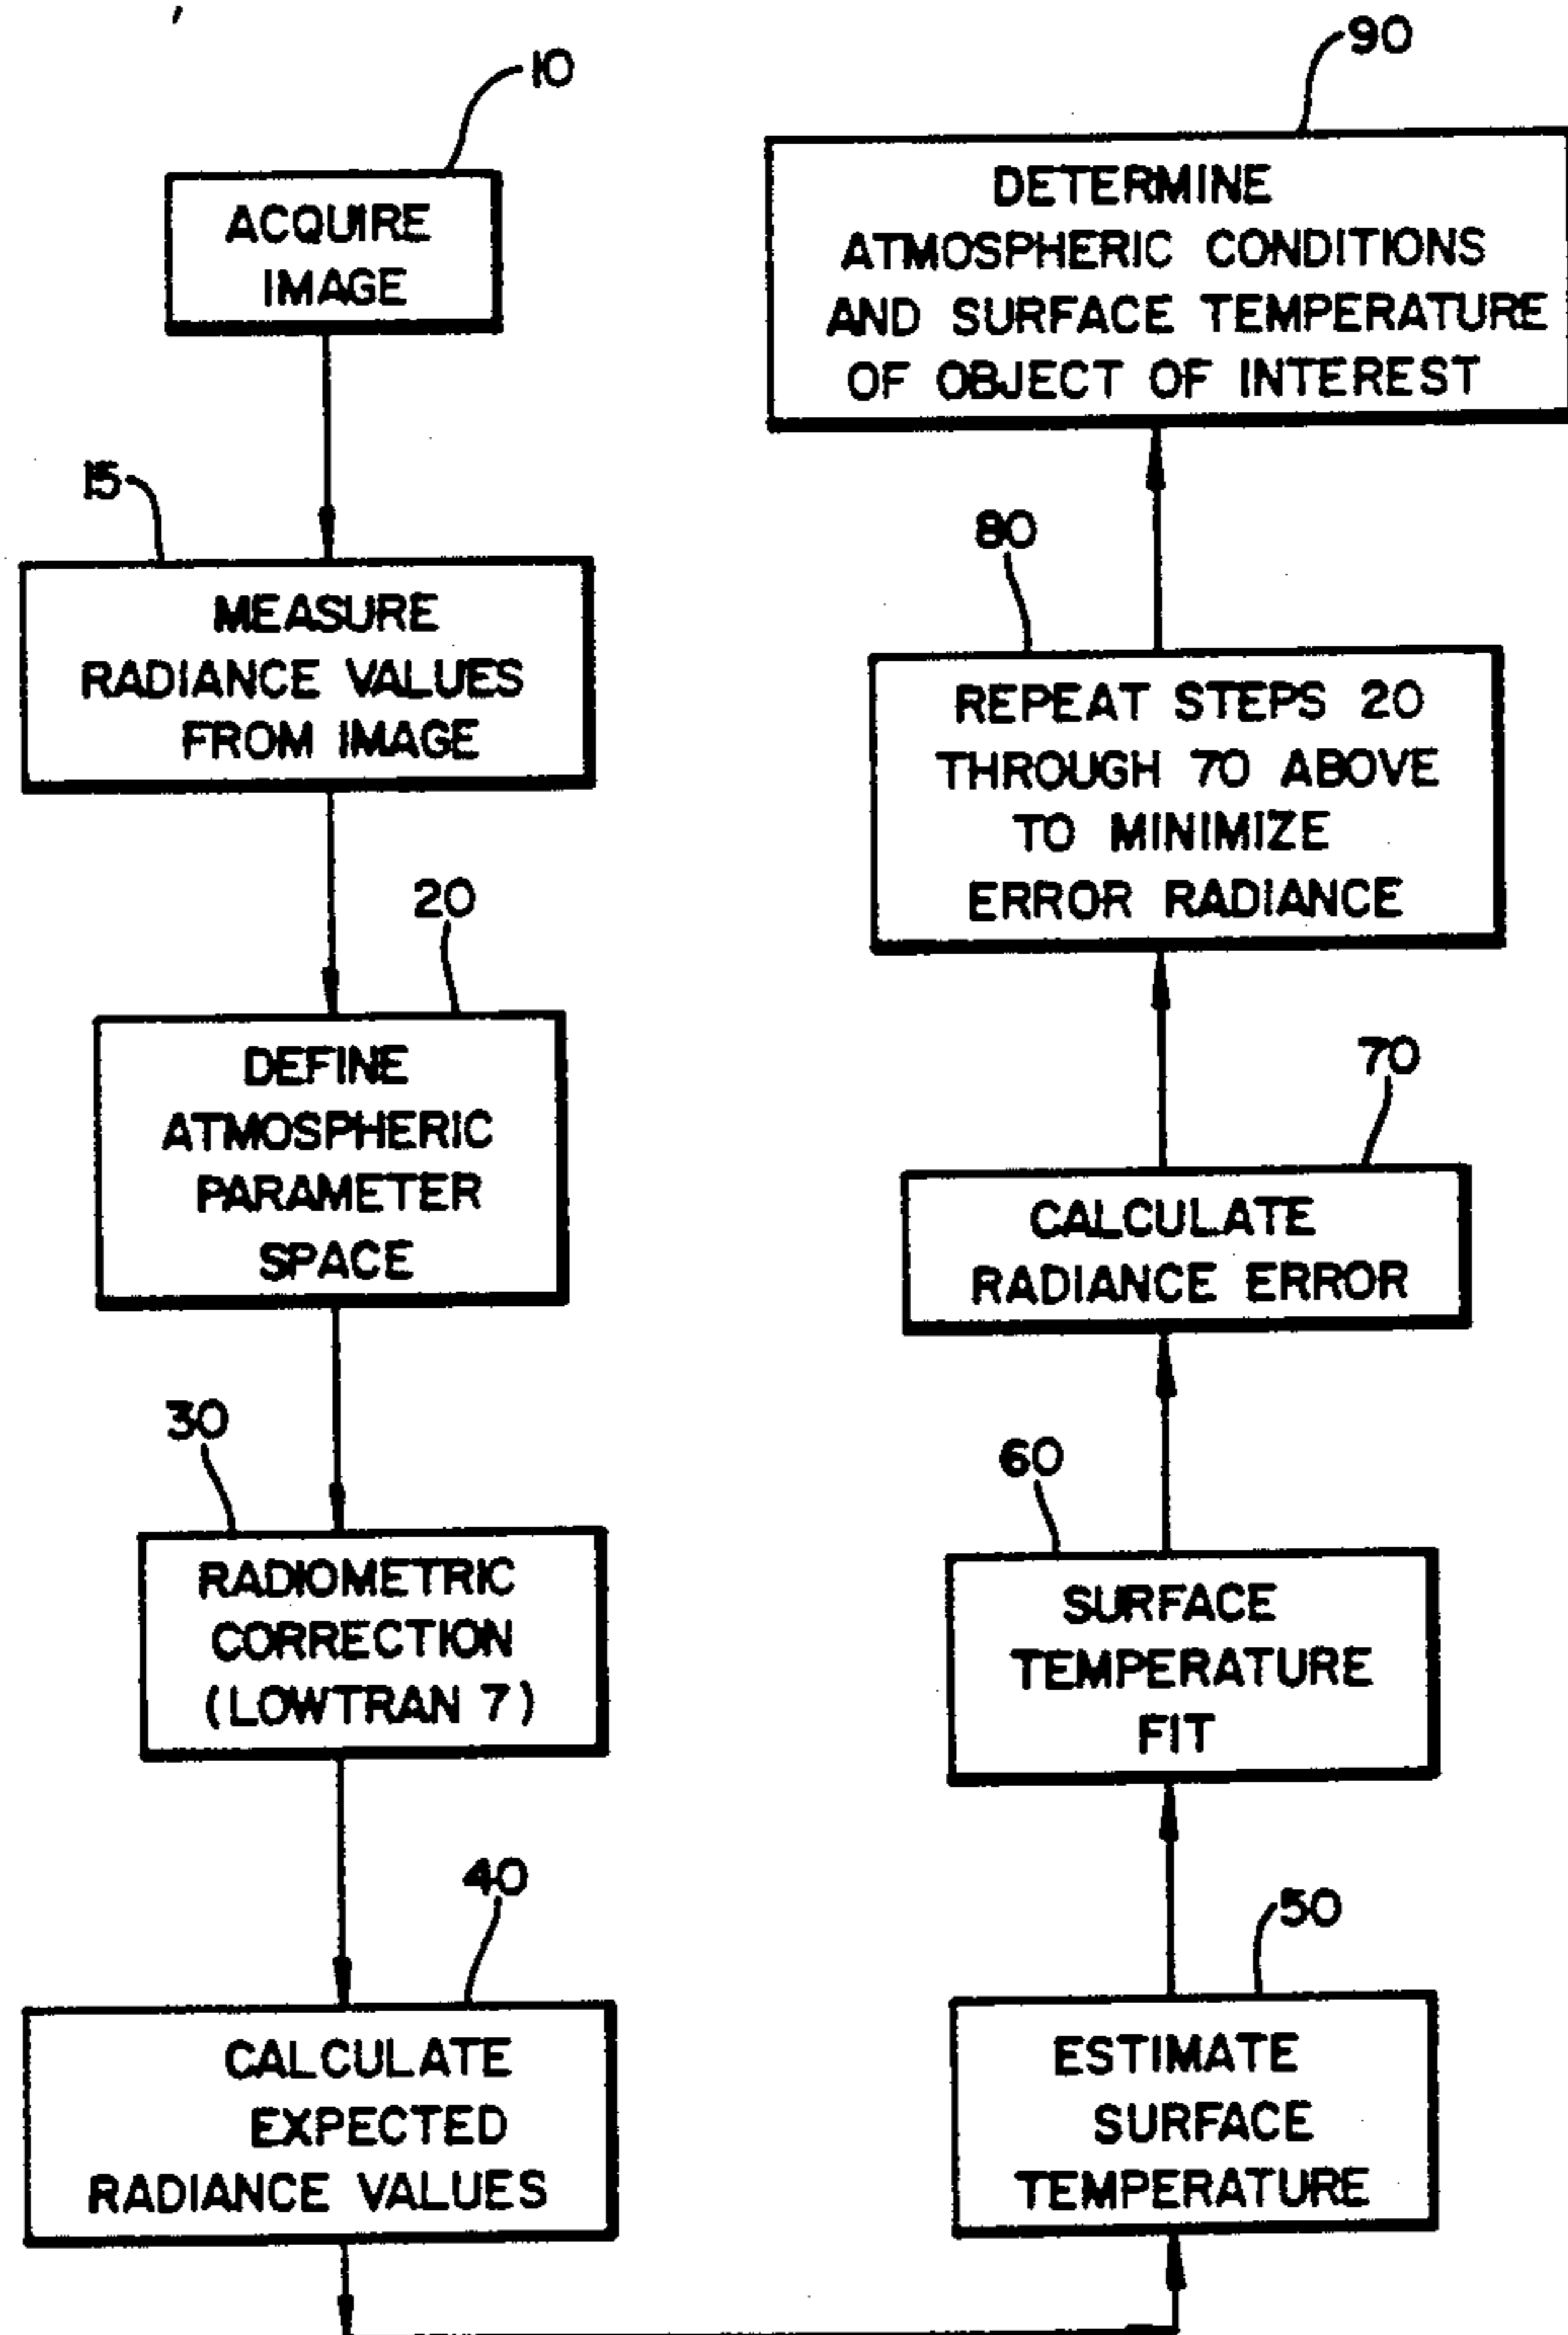 10
ACQUIRE
IMAGE
15
MEASURE
RADIANCE VALUES
FROM IMAGE
20
DEFINE
ATMOSPHERIC
PARAMETER
SPACE
30
RADIOMETRIC
CORRECTION
(LOWTRAN 7)
40
CALCULATE
EXPECTED
RADIANCE VALUES
50
ESTIMATE
SURFACE
TEMPERATURE
60
SURFACE
TEMPERATURE
FIT
70
CALCULATE
RADIANCE ERROR
80
REPEAT STEPS 20
THROUGH 70 ABOVE
TO MINIMIZE
ERROR RADIANCE
90
DETERMINE
ATMOSPHERIC CONDITIONS
AND SURFACE TEMPERATURE
OF OBJECT OF INTEREST